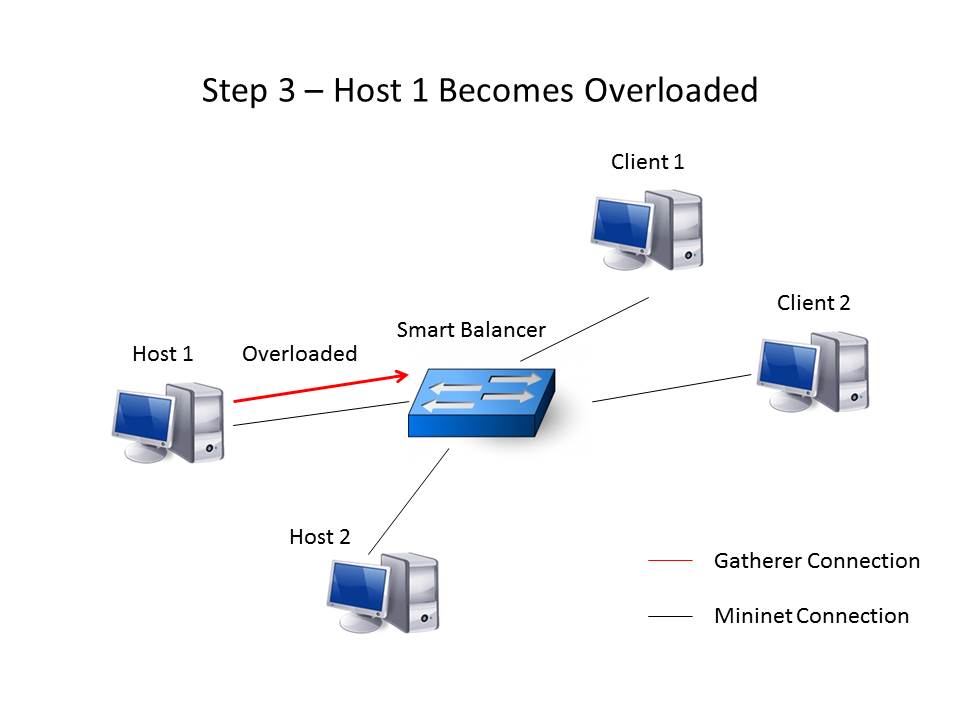 Step 3 – Host 1 Becomes Overloaded
Client 1
Client 2
Smart Balancer
Host 1
Overloaded
Host 2
Gatherer Connection
Mininet Connection